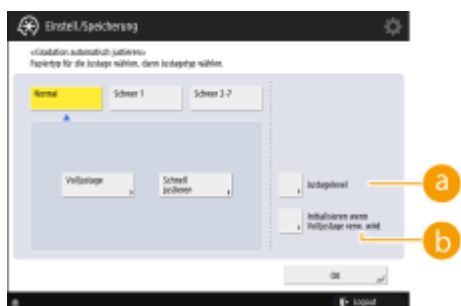 Einstell./Speicherung
<Gradation automatisch justieren>
Papiertyp für die Justage wählen, dann Justagetyp wählen.
Normal
Schwer 1
Schwer 2-7
Volljustage
Schnell
justieren
Justagelevel
Initialisieren wenn
Volljustage verw. wird
a
b
OK
Logout